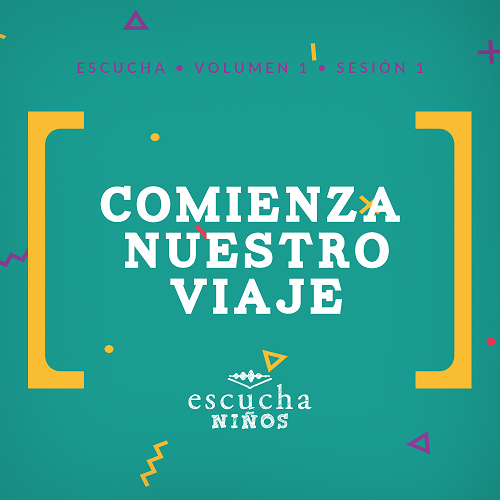 ESCUCHA • VOLUMEN 1 • SESIÓN 1
COMIENZA
NUESTRO
VIAJE
escucha
NIÑOS